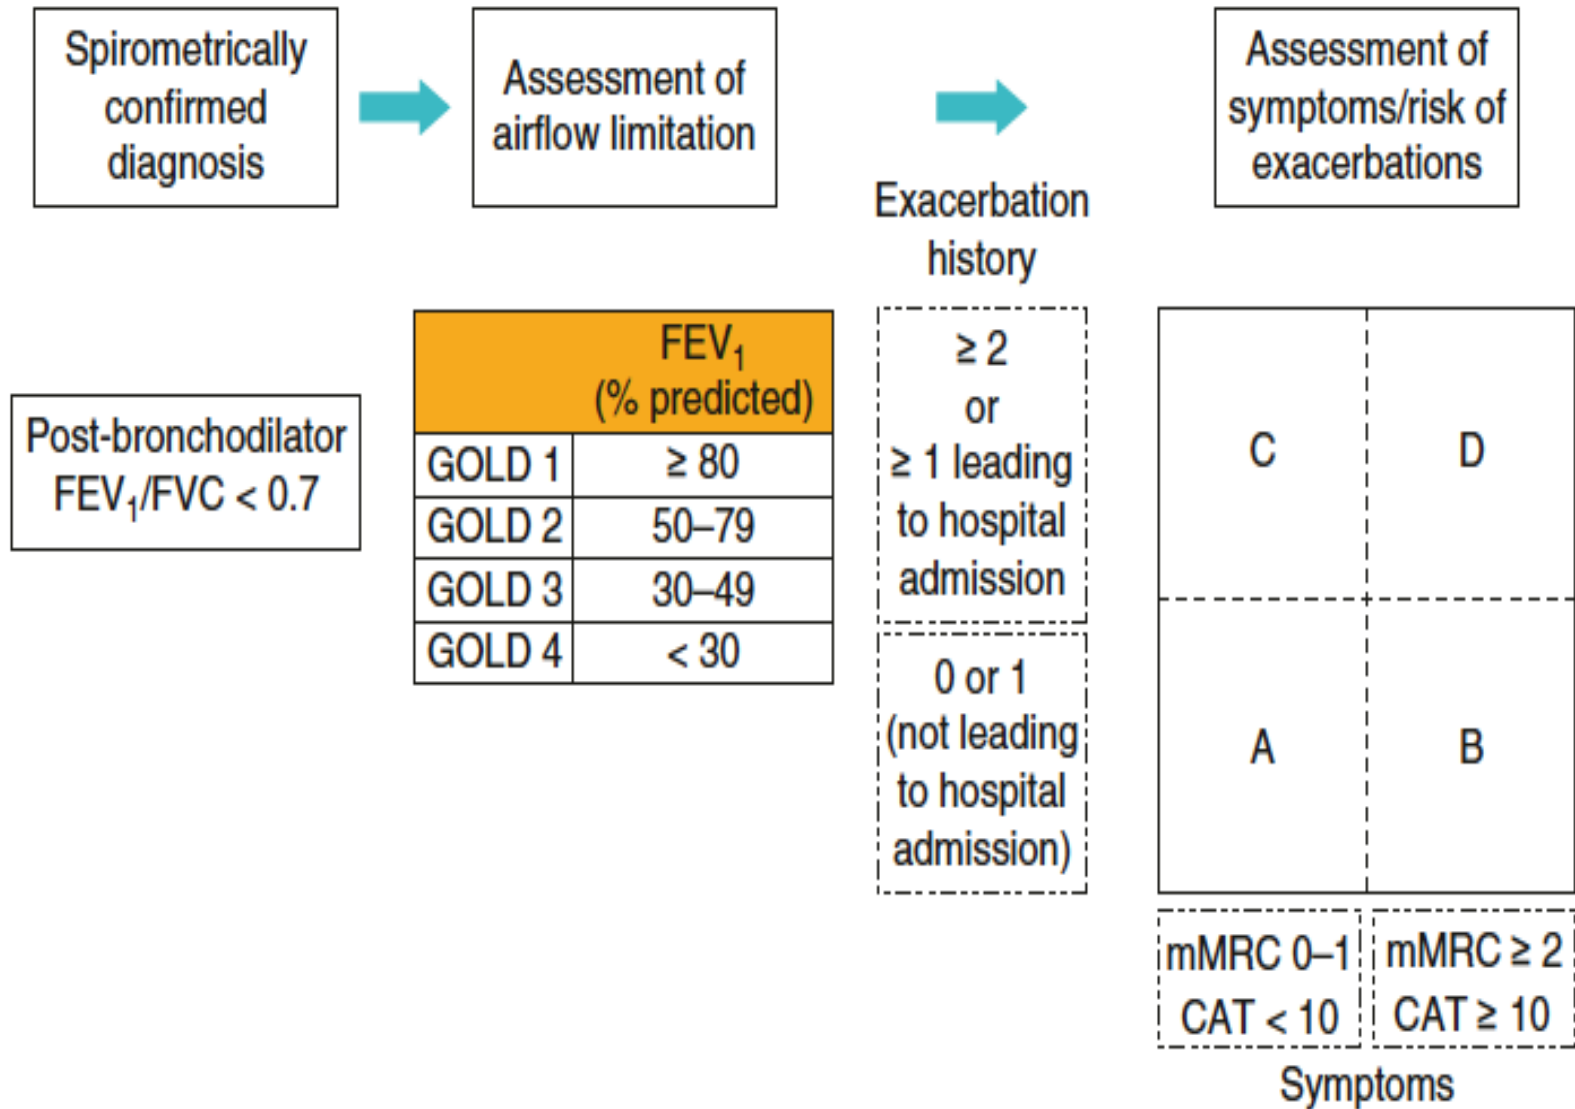 Spirometrically
confirmed
diagnosis
Assessment of
airflow limitation
Assessment of
symptoms/risk of
exacerbations
Exacerbation
history
Post-bronchodilator
FEV₁/FVC < 0.7
FEV₁
(% predicted)
GOLD 1 ≥ 80
GOLD 2 50–79
GOLD 3 30–49
GOLD 4 < 30
≥ 2
or
≥ 1 leading
to hospital
admission
0 or 1
(not leading
to hospital
admission)
C D
A B
mMRC 0–1
CAT < 10
mMRC ≥ 2
CAT ≥ 10
Symptoms